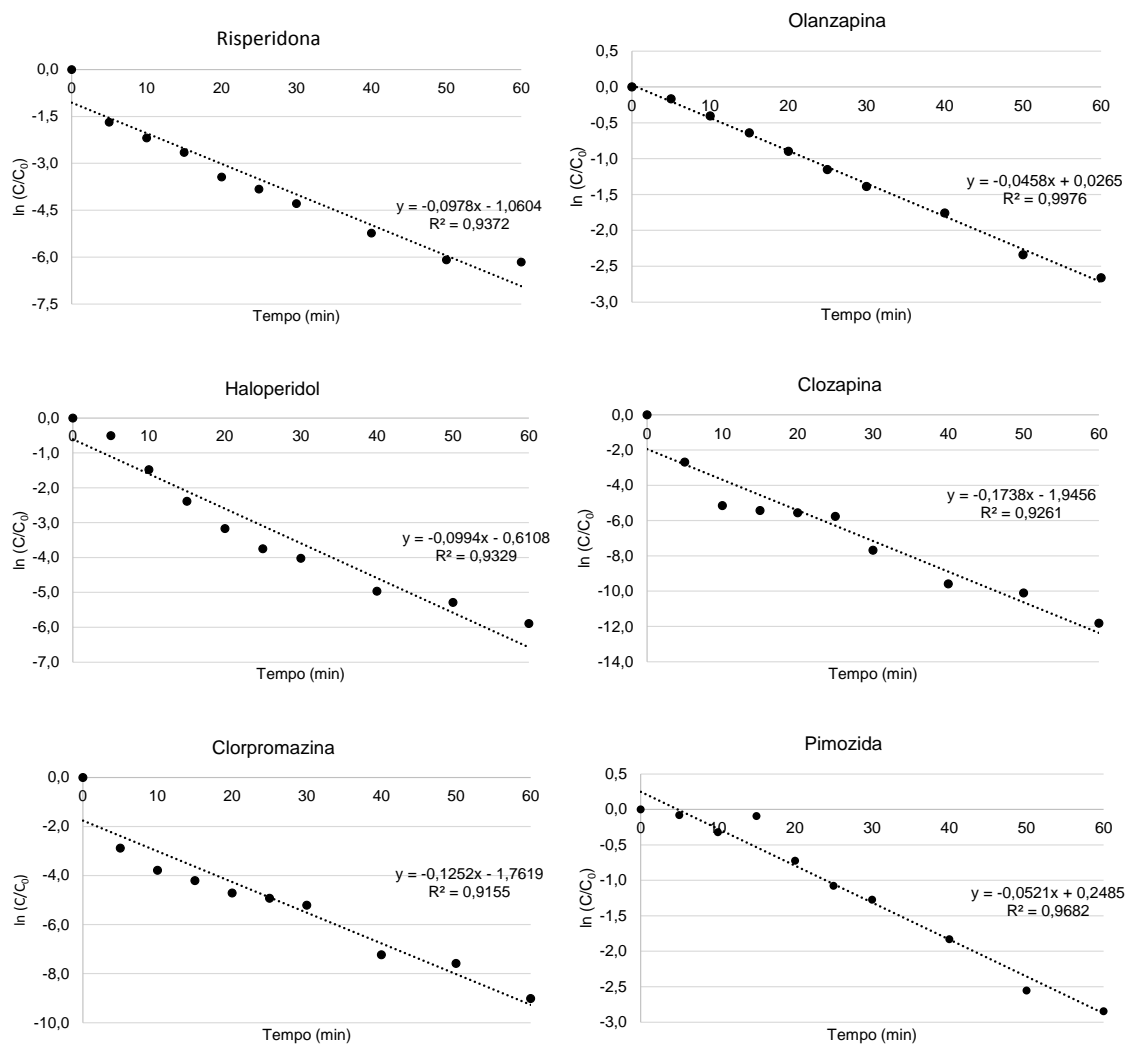 Risperidona
0,0
-1,5
-3,0
-4,5
-6,0
-7,5
0 10 20 30 40 50 60
ln (C/C₀)
y = -0,0978x - 1,0604
R² = 0,9372
Tempo (min)
Olanzapina
0,5
0,0
-0,5
-1,0
-1,5
-2,0
-2,5
-3,0
0 10 20 30 40 50 60
ln (C/C₀)
y = -0,0458x + 0,0265
R² = 0,9976
Tempo (min)
Haloperidol
0,0
-1,0
-2,0
-3,0
-4,0
-5,0
-6,0
-7,0
0 10 20 30 40 50 60
ln (C/C₀)
y = -0,0994x - 0,6108
R² = 0,9329
Tempo (min)
Clozapina
0,0
-2,0
-4,0
-6,0
-8,0
-10,0
-12,0
-14,0
0 10 20 30 40 50 60
ln (C/C₀)
y = -0,1738x - 1,9456
R² = 0,9261
Tempo (min)
Clorpromazina
0,0
-2,0
-4,0
-6,0
-8,0
-10,0
0 10 20 30 40 50 60
ln (C/C₀)
y = -0,1252x - 1,7619
R² = 0,9155
Tempo (min)
Pimozida
0,5
0,0
-0,5
-1,0
-1,5
-2,0
-2,5
-3,0
0 10 20 30 40 50 60
ln (C/C₀)
y = -0,0521x + 0,2485
R² = 0,9682
Tempo (min)